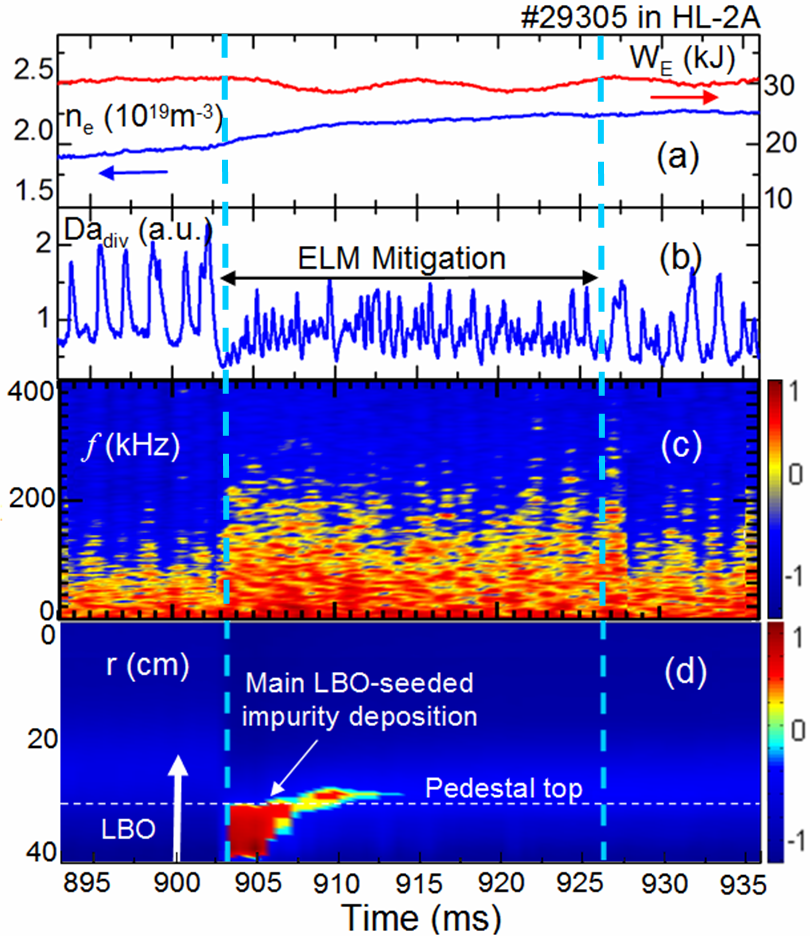 #29305 in HL-2A
2.5
W_E (kJ)
30
n_e (10^19m^-3)
2.0
20
(a)
1.5
10
Da_div (a.u.)
2
(b)
ELM Mitigation
1
400
1
f (kHz)
(c)
0
200
-1
0
0
1
r (cm)
(d)
Main LBO-seeded
impurity deposition
20
0
Pedestal top
LBO
40
-1
895 900 905 910 915 920 925 930 935
Time (ms)